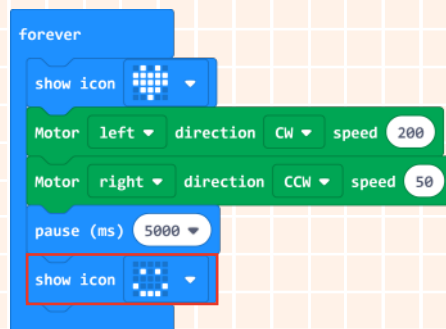 forever
show icon
Motor left direction CW speed 200
Motor right direction CCW speed 50
pause (ms) 5000
show icon